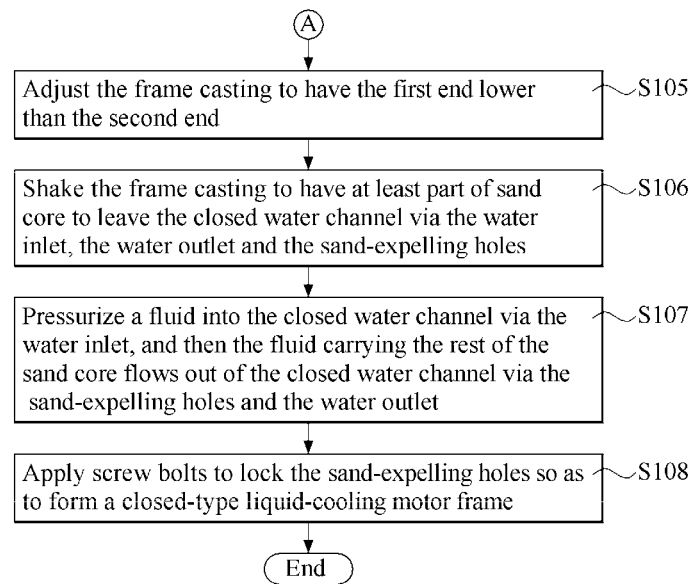 A
Adjust the frame casting to have the first end lower
than the second end
S105
Shake the frame casting to have at least part of sand
core to leave the closed water channel via the water
inlet, the water outlet and the sand-expelling holes
S106
Pressurize a fluid into the closed water channel via the
water inlet, and then the fluid carrying the rest of the
sand core flows out of the closed water channel via the
sand-expelling holes and the water outlet
S107
Apply screw bolts to lock the sand-expelling holes so as
to form a closed-type liquid-cooling motor frame
S108
End